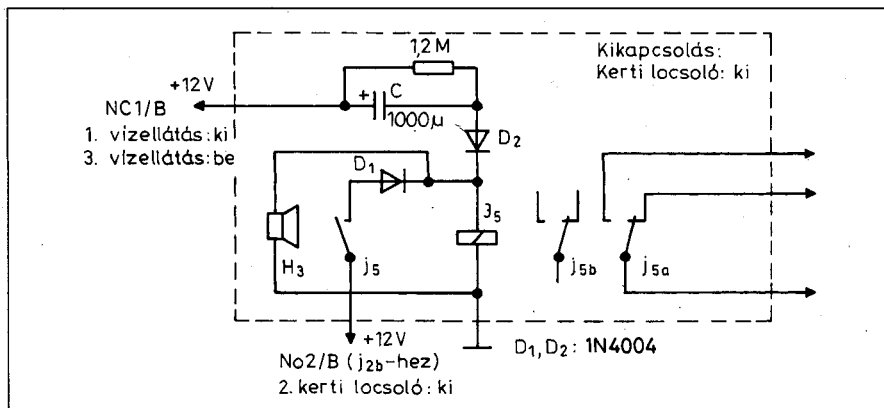 1,2 M
Kikapcsolás:
Kerti locsoló: ki
+12V
+ C
1000µ
NC1/B
1. vízellátás: ki
3. vízellátás: be
D₂
D₁
J₅
H₃
j₅
j₅b
j₅a
+12V
No2/B (j₂b-hez)
2. kerti locsoló: ki
D₁, D₂: 1N4004